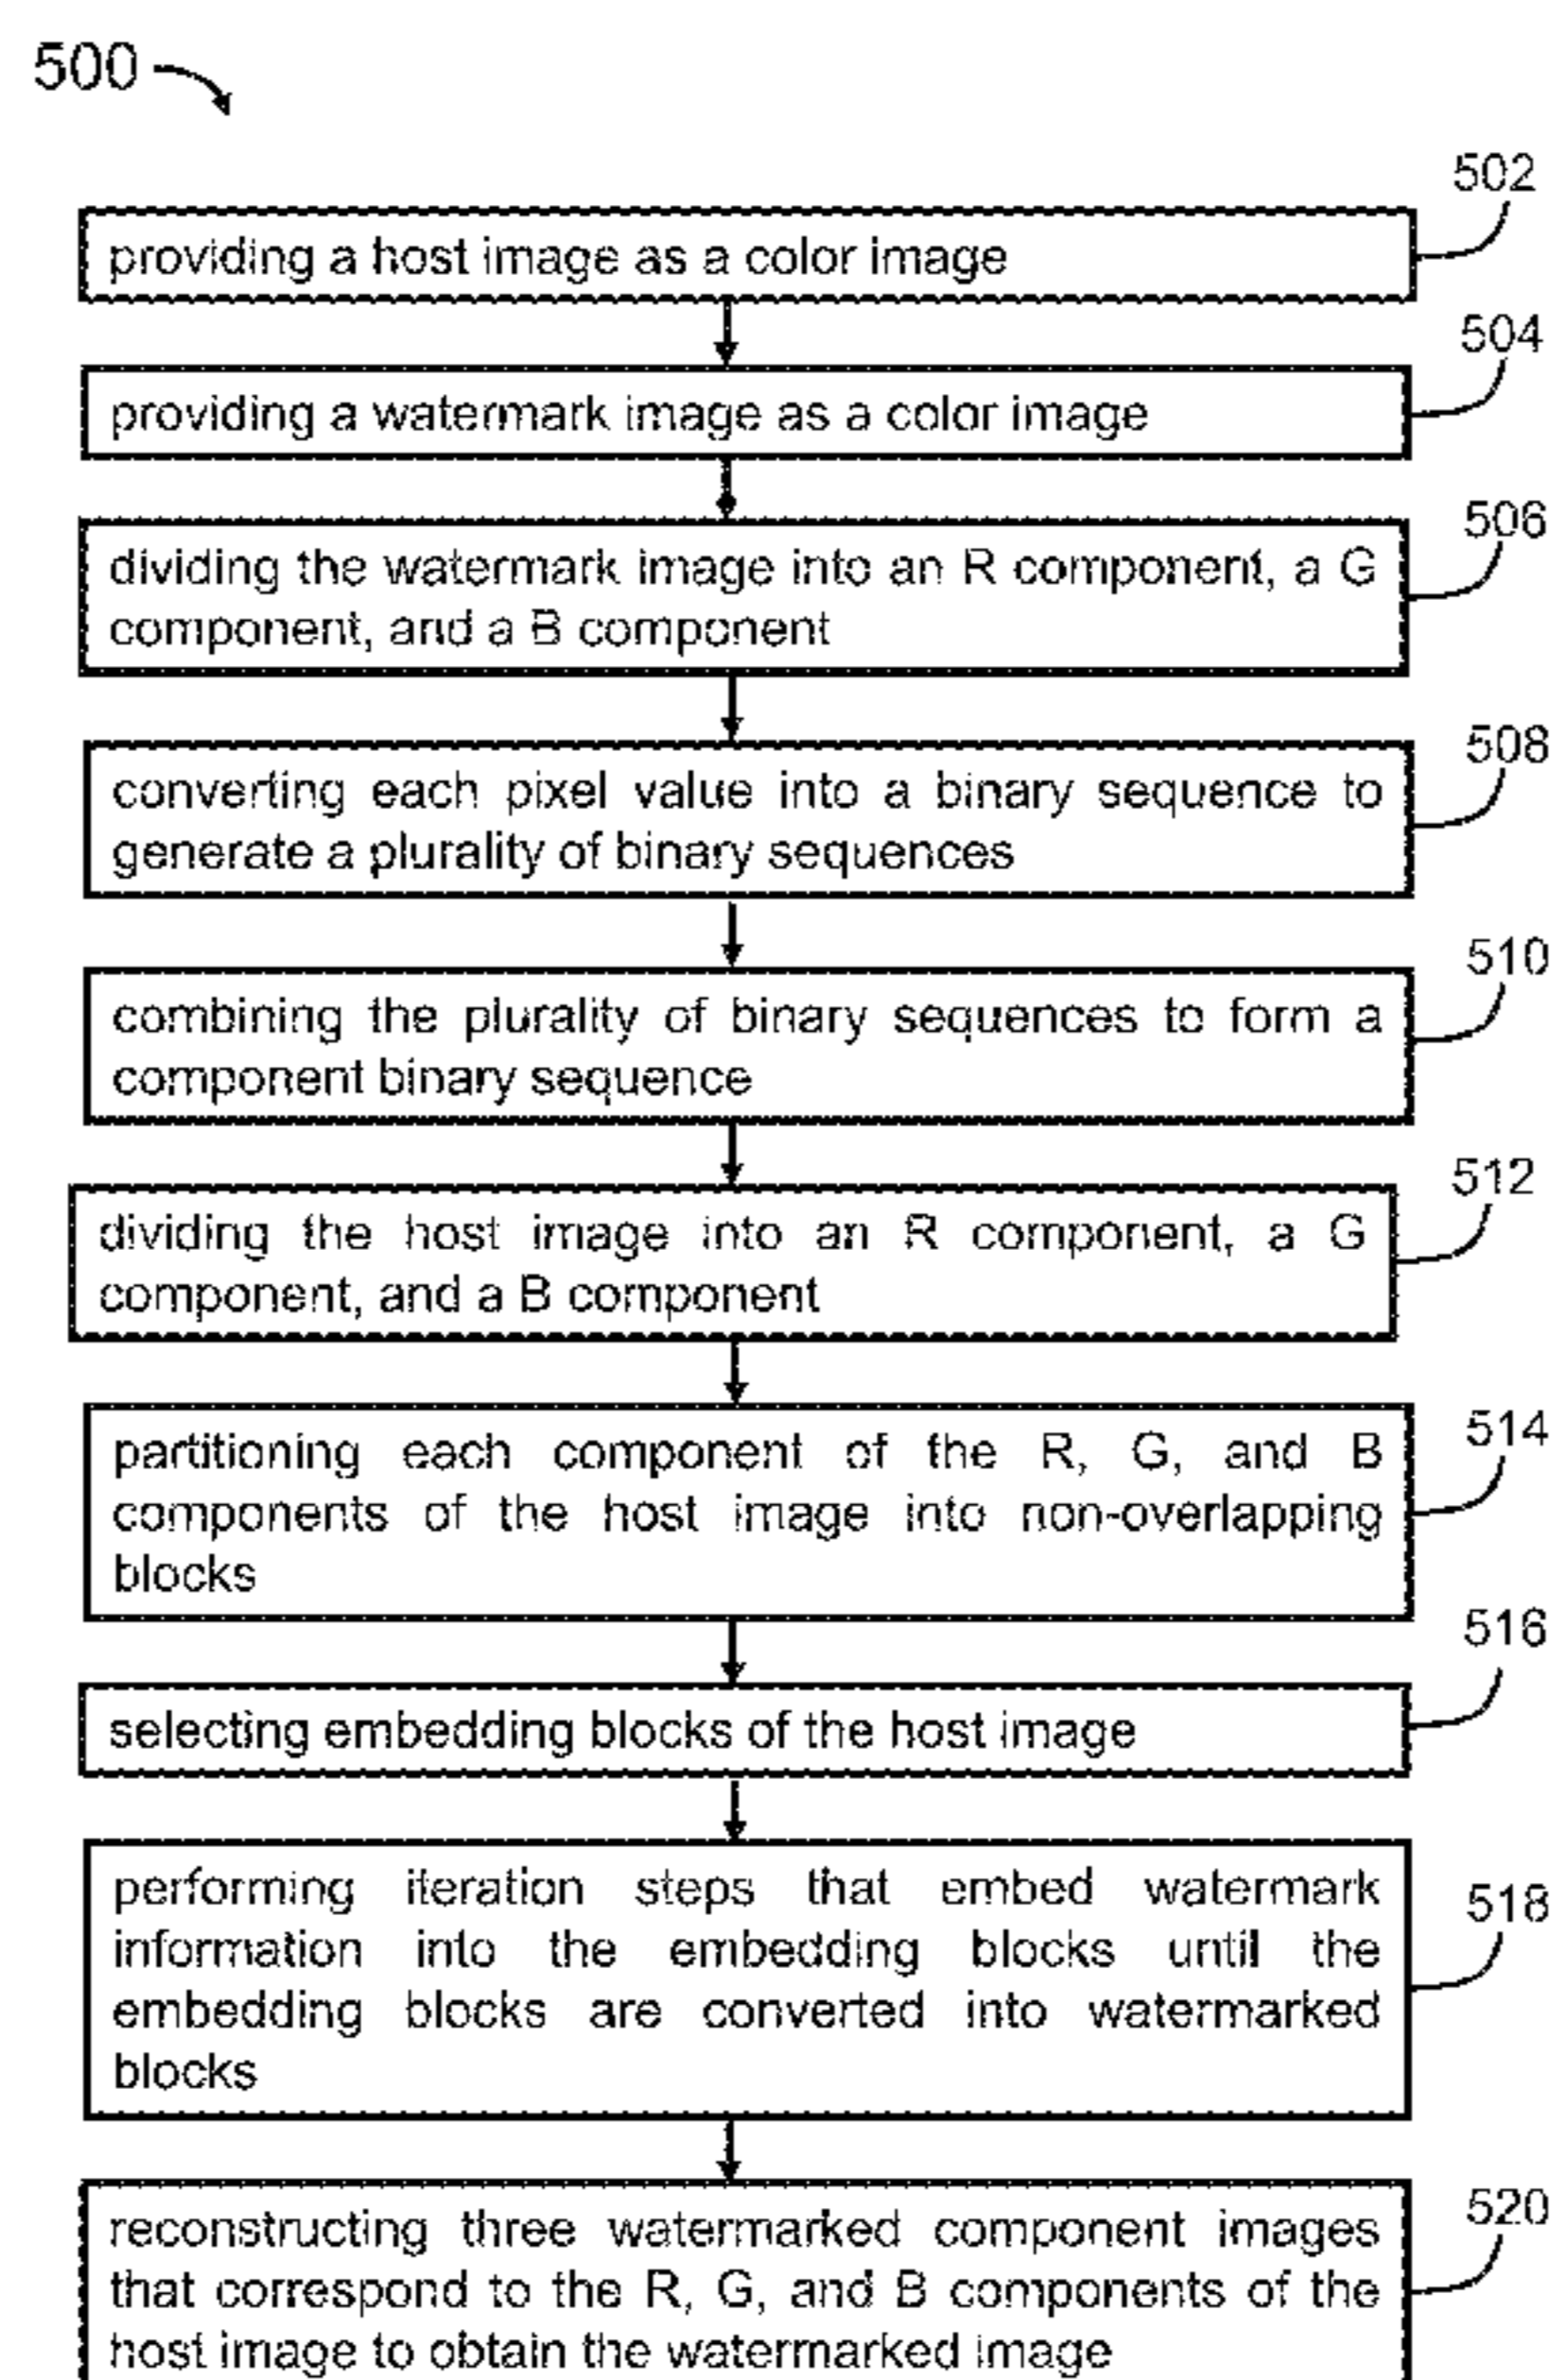 500
502
providing a host image as a color image
504
providing a watermark image as a color image
506
dividing the watermark image into an R component, a G
component, and a B component
508
converting each pixel value into a binary sequence to
generate a plurality of binary sequences
510
combining the plurality of binary sequences to form a
component binary sequence
512
dividing the host image into an R component, a G
component, and a B component
514
partitioning each component of the R, G, and B
components of the host image into non-overlapping
blocks
516
selecting embedding blocks of the host image
518
performing iteration steps that embed watermark
information into the embedding blocks until the
embedding blocks are converted into watermarked
blocks
520
reconstructing three watermarked component images
that correspond to the R, G, and B components of the
host image to obtain the watermarked image